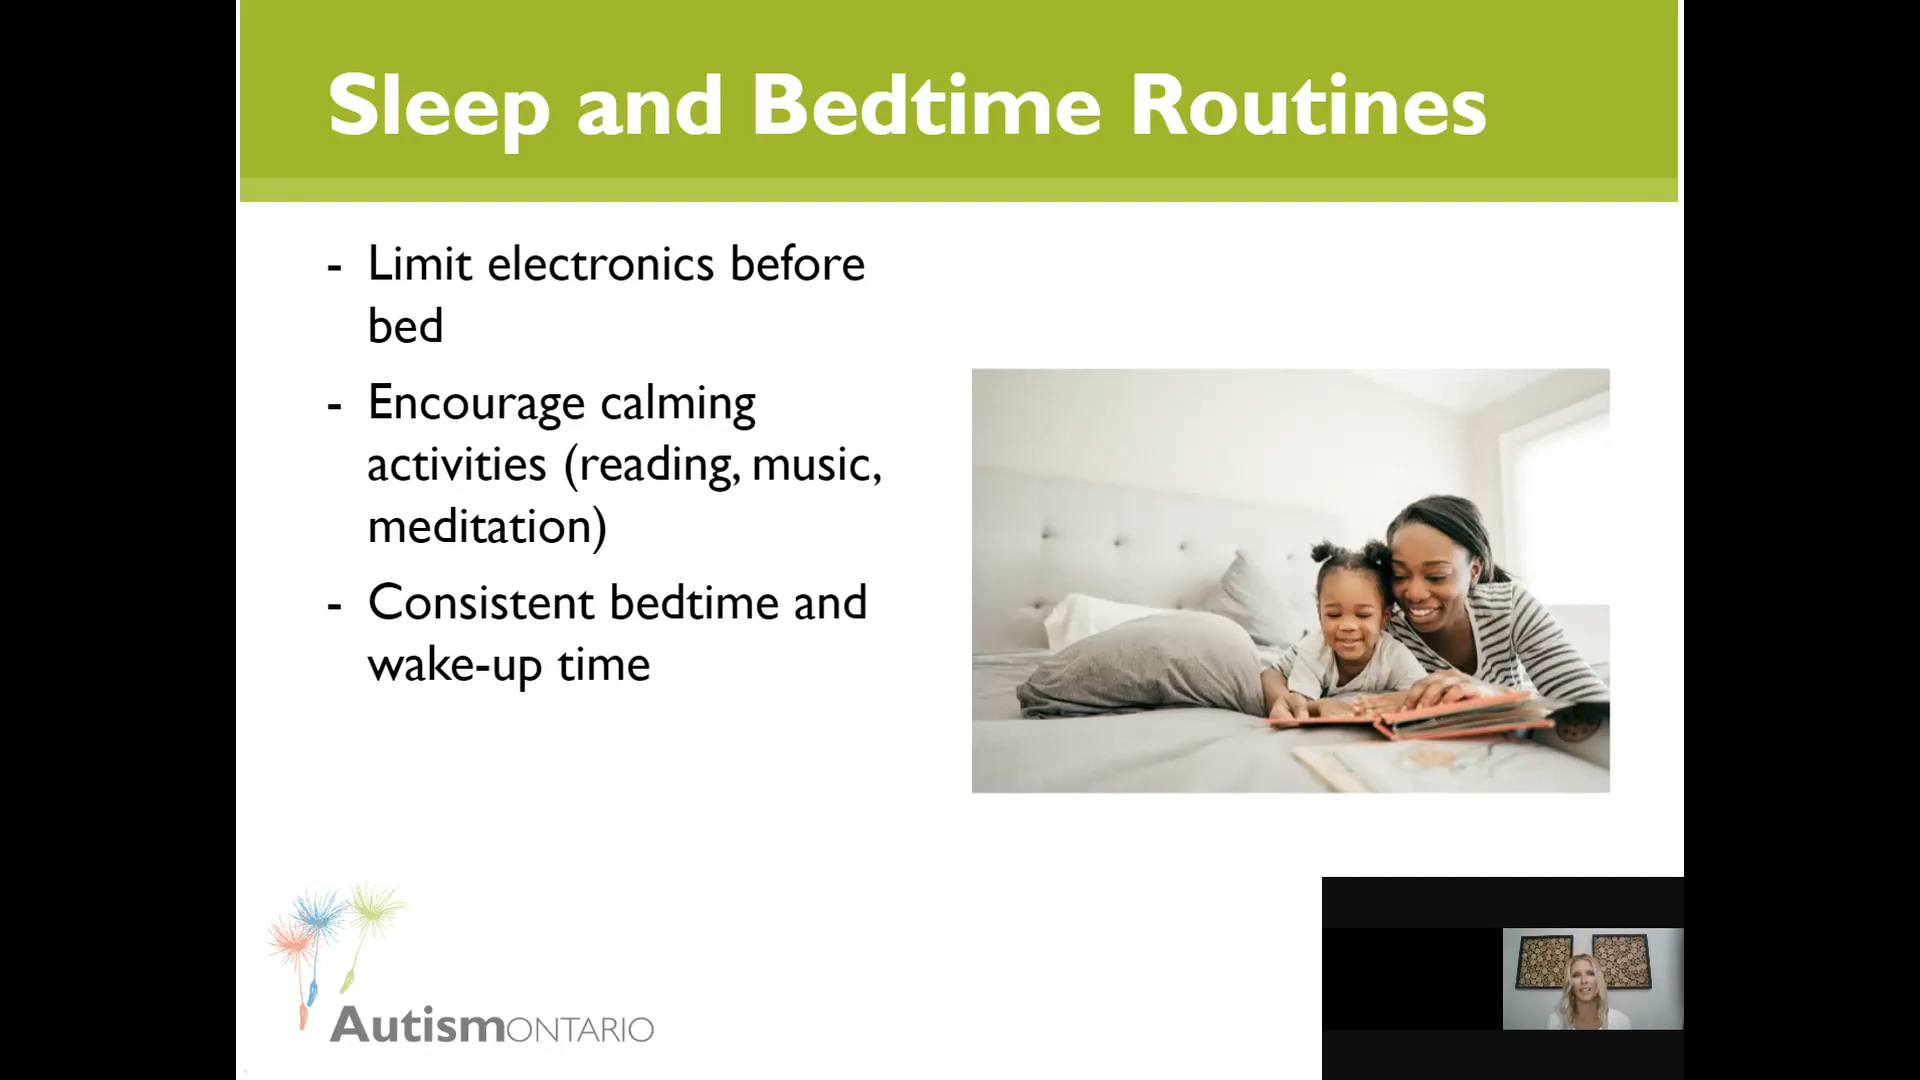 Sleep and Bedtime Routines
- Limit electronics before
bed
- Encourage calming
activities (reading, music,
meditation)
- Consistent bedtime and
wake-up time
AutismONTARIO